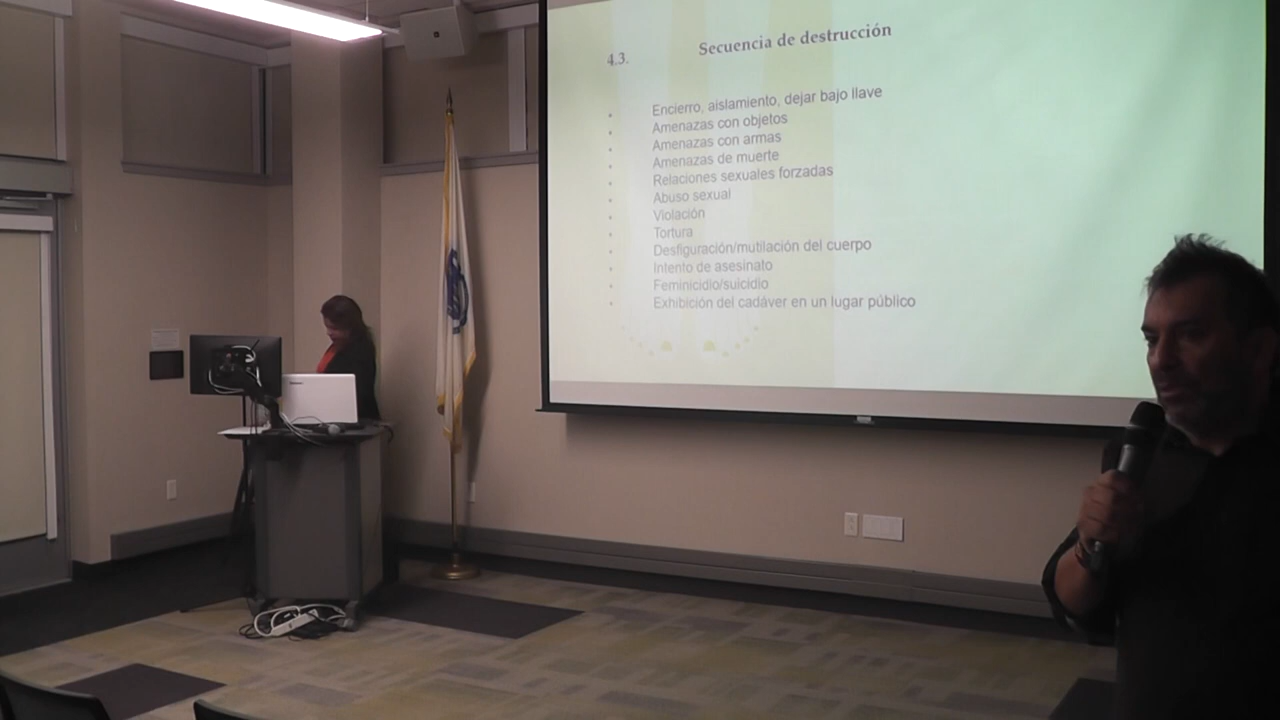 4.3. Secuencia de destrucción
Encierro, aislamiento, dejar bajo llave
Amenazas con objetos
Amenazas con armas
Amenazas de muerte
Relaciones sexuales forzadas
Abuso sexual
Violación
Tortura
Desfiguración/mutilación del cuerpo
Intento de asesinato
Feminicidio/suicidio
Exhibición del cadáver en un lugar público